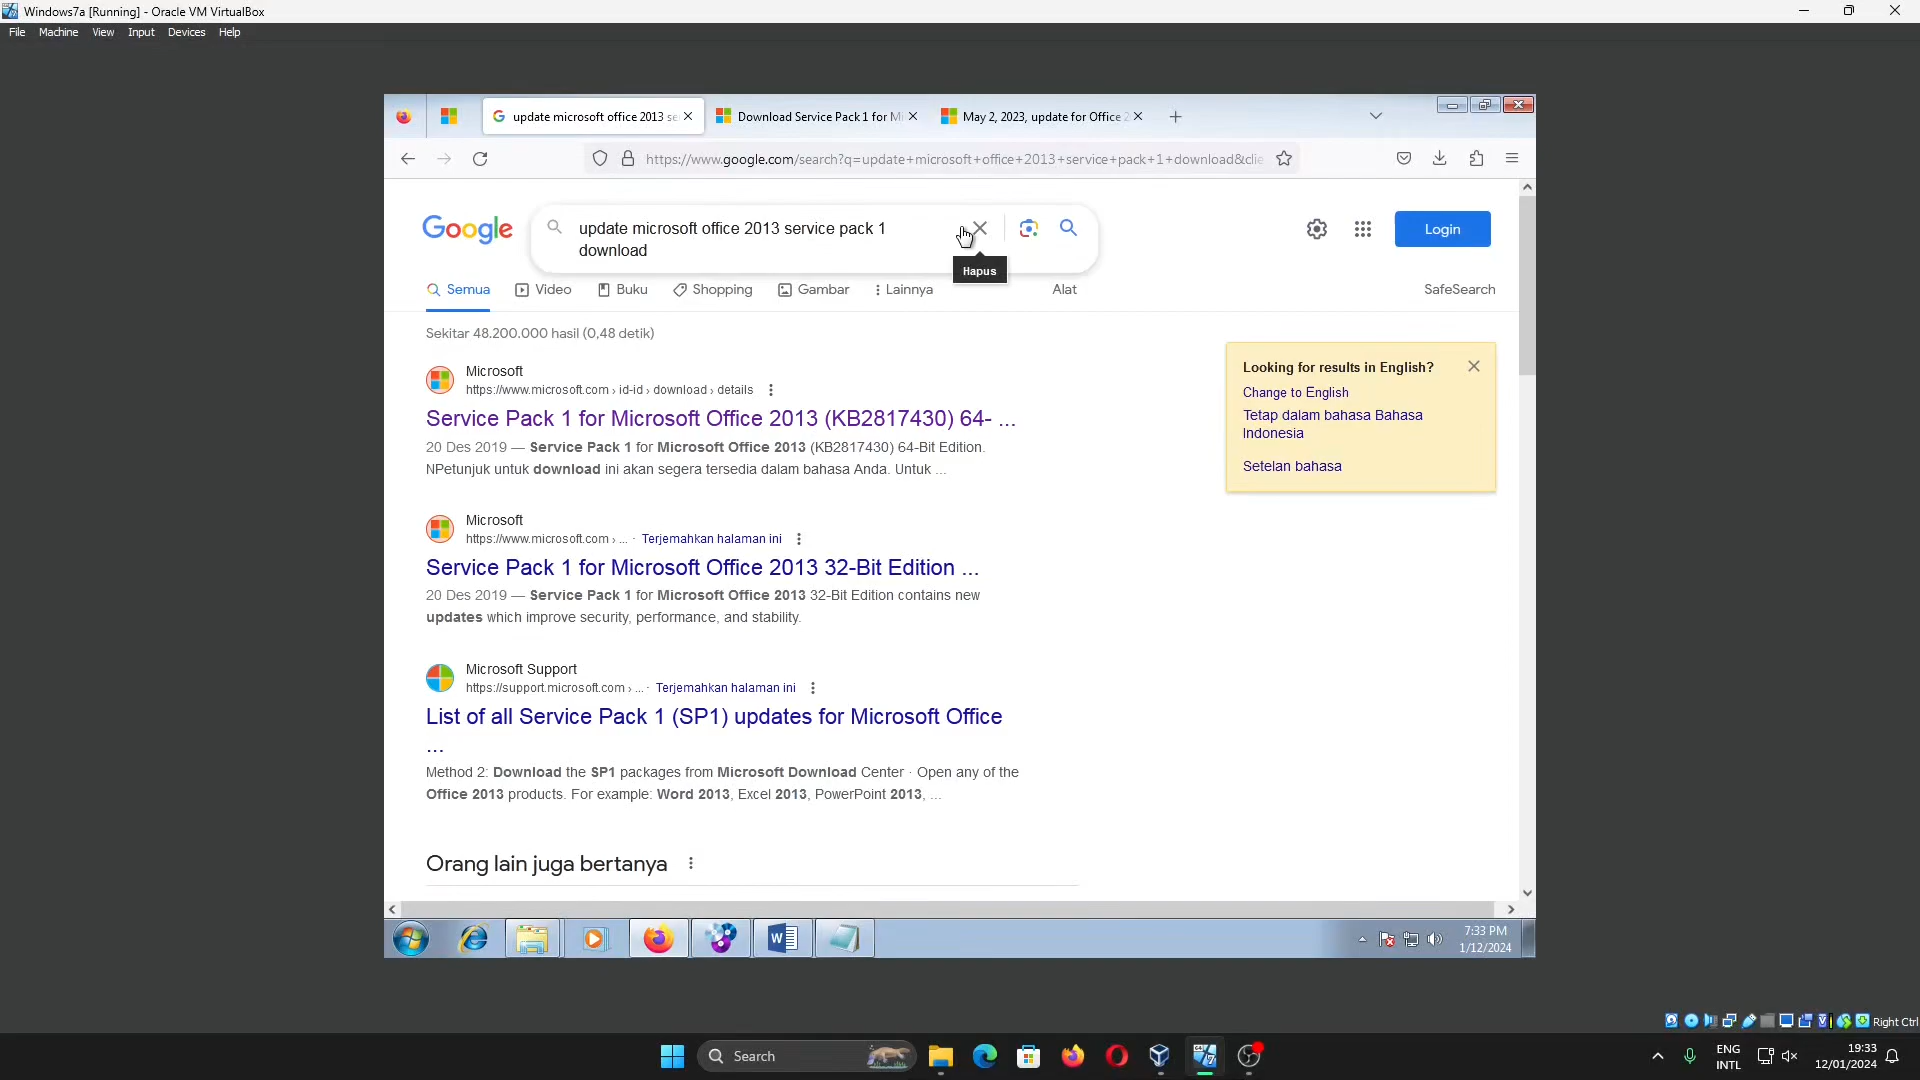 Windows7a [Running] - Oracle VM VirtualBox
File Machine View Input Devices Help
update microsoft office 2013 se
Download Service Pack 1 for Mi
May 2, 2023, update for Office 2
https://www.google.com/search?q=update+microsoft+office+2013+service+pack+1+download&clie
Google
update microsoft office 2013 service pack 1
download
Login
Hapus
Semua Video Buku Shopping Gambar Lainnya Alat SafeSearch
Sekitar 48.200.000 hasil (0,48 detik)
Microsoft
https://www.microsoft.com › id-id › download › details
Service Pack 1 for Microsoft Office 2013 (KB2817430) 64- ...
20 Des 2019 — Service Pack 1 for Microsoft Office 2013 (KB2817430) 64-Bit Edition.
NPetunjuk untuk download ini akan segera tersedia dalam bahasa Anda. Untuk ...
Looking for results in English?
Change to English
Tetap dalam bahasa Bahasa
Indonesia
Setelan bahasa
Microsoft
https://www.microsoft.com › ... · Terjemahkan halaman ini
Service Pack 1 for Microsoft Office 2013 32-Bit Edition ...
20 Des 2019 — Service Pack 1 for Microsoft Office 2013 32-Bit Edition contains new
updates which improve security, performance, and stability.
Microsoft Support
https://support.microsoft.com › ... · Terjemahkan halaman ini
List of all Service Pack 1 (SP1) updates for Microsoft Office
...
Method 2: Download the SP1 packages from Microsoft Download Center · Open any of the
Office 2013 products. For example: Word 2013, Excel 2013, PowerPoint 2013, ...
Orang lain juga bertanya
7:33 PM
1/12/2024
Right Ctrl
Search
ENG
INTL
19:33
12/01/2024